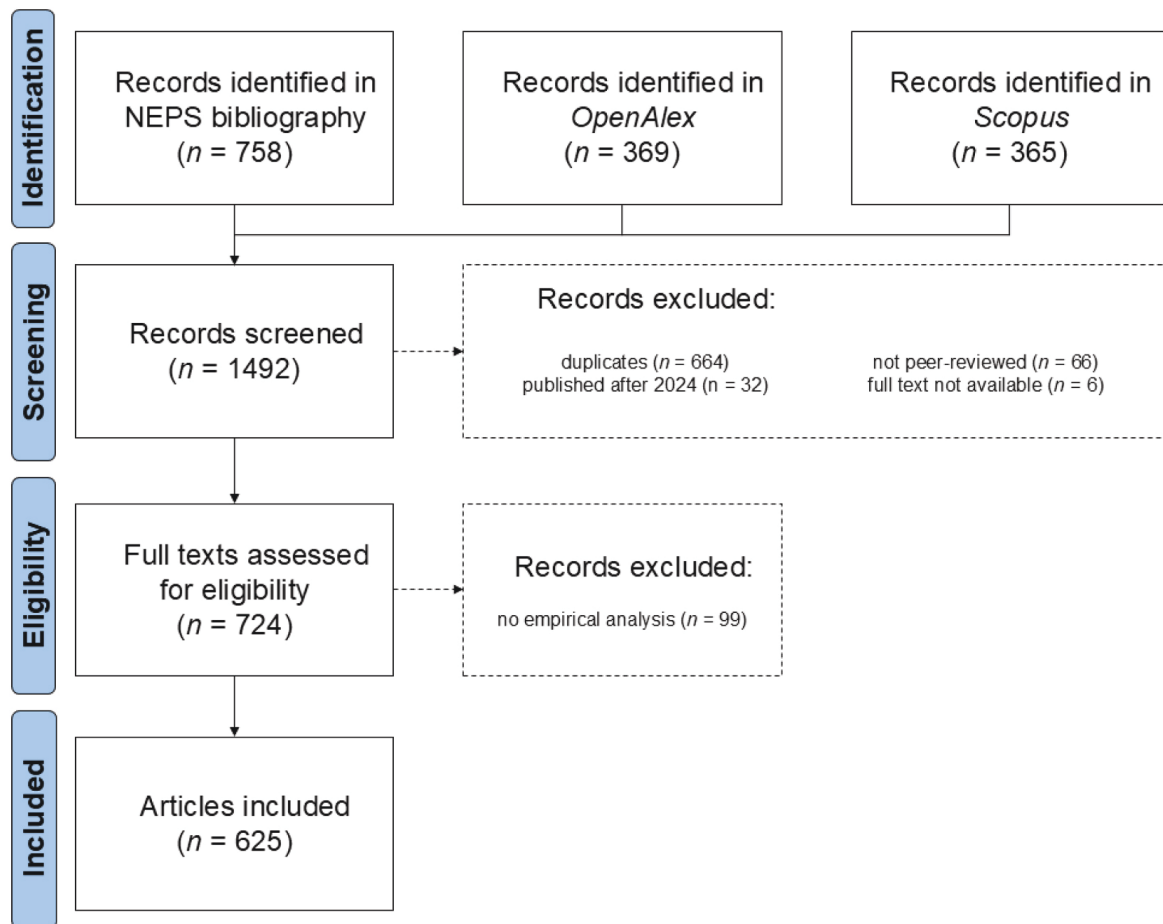 Identification
Records identified in
NEPS bibliography
(n = 758)
Records identified in
OpenAlex
(n = 369)
Records identified in
Scopus
(n = 365)
Screening
Records screened
(n = 1492)
Records excluded:
duplicates (n = 664)
published after 2024 (n = 32)
not peer-reviewed (n = 66)
full text not available (n = 6)
Eligibility
Full texts assessed
for eligibility
(n = 724)
Records excluded:
no empirical analysis (n = 99)
Included
Articles included
(n = 625)